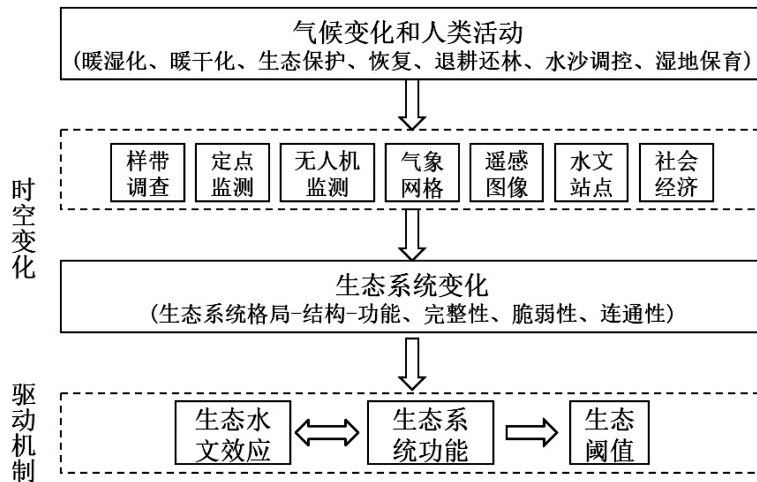 气候变化和人类活动
(暖湿化、暖干化、生态保护、恢复、退耕还林、水沙调控、湿地保育)
时空变化
样带
调查
定点
监测
无人机
监测
气象
网格
遥感
图像
水文
站点
社会
经济
生态系统变化
(生态系统格局-结构-功能、完整性、脆弱性、连通性)
驱动机制
生态水
文效应
生态系
统功能
生态
阈值